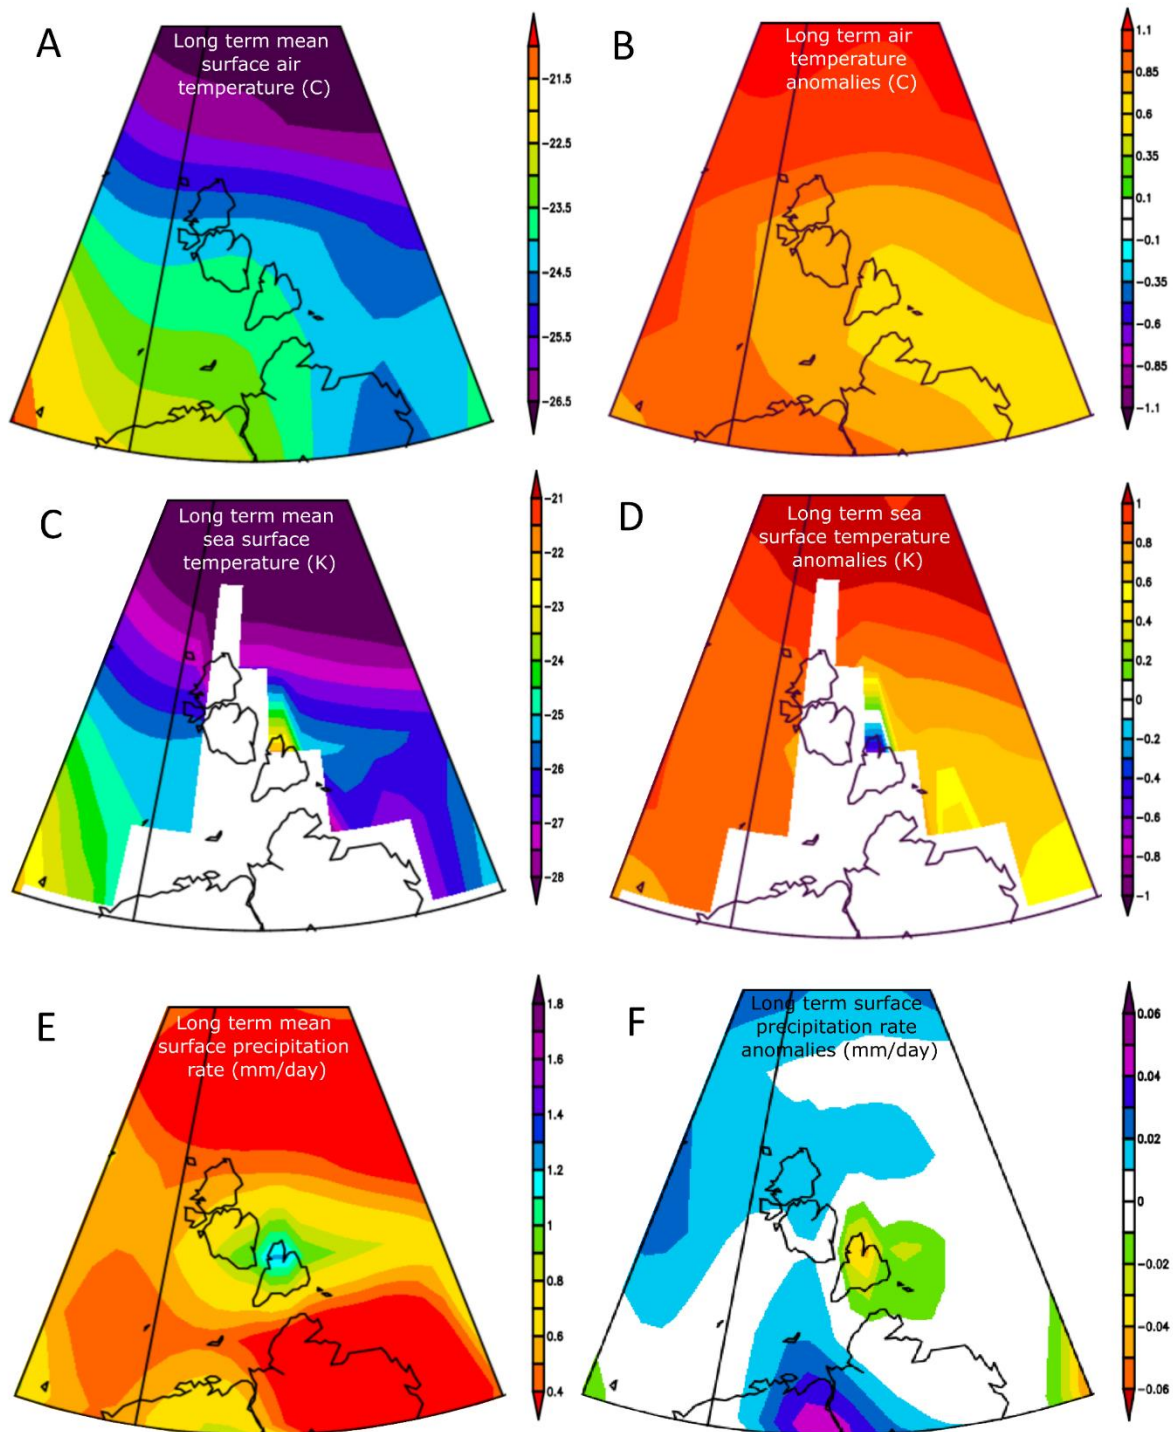 A
Long term mean
surface air
temperature (C)
-21.5
-22.5
-23.5
-24.5
-25.5
-26.5
B
Long term air
temperature
anomalies (C)
1.1
0.85
0.6
0.35
0.1
-0.1
-0.35
-0.6
-0.85
-1.1
C
Long term mean
sea surface
temperature (K)
-21
-22
-23
-24
-25
-26
-27
-28
D
Long term sea
surface temperature
anomalies (K)
1
0.8
0.6
0.4
0.2
0
-0.2
-0.4
-0.6
-0.8
-1
E
Long term mean
surface precipitation
rate (mm/day)
1.8
1.6
1.4
1.2
1
0.8
0.6
0.4
F
Long term surface
precipitation rate
anomalies (mm/day)
0.06
0.04
0.02
0
-0.02
-0.04
-0.06